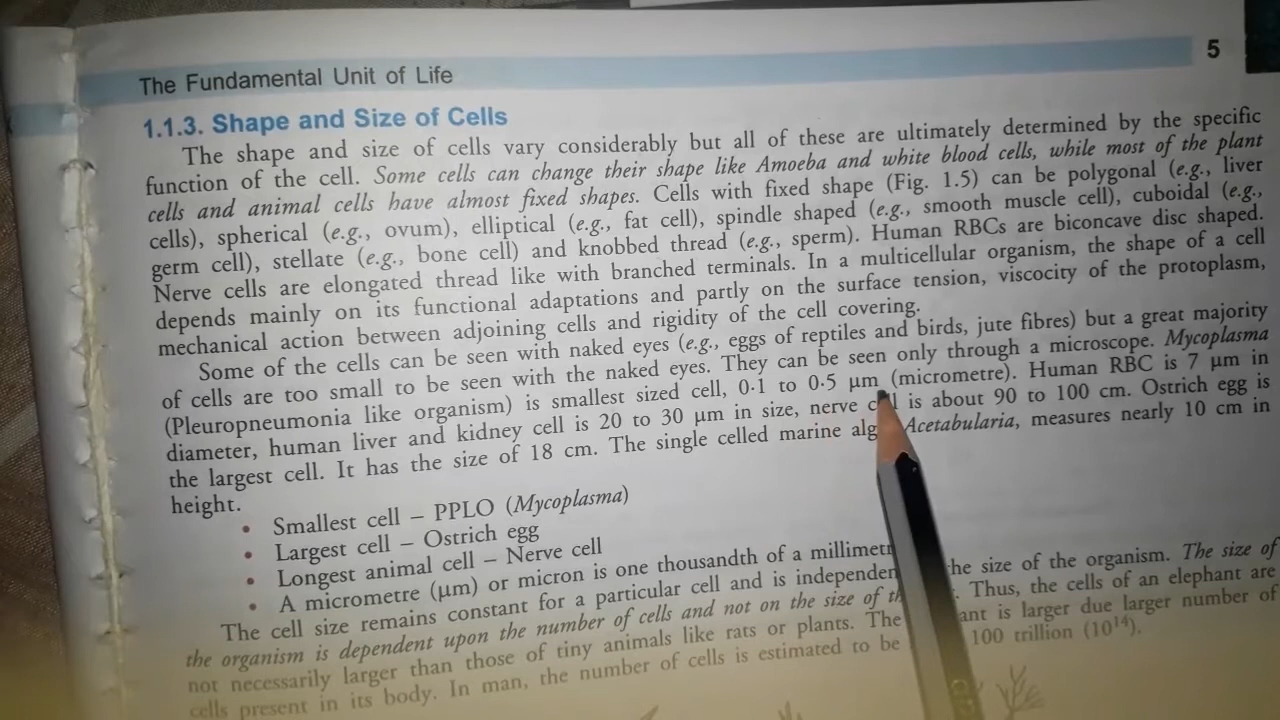 The Fundamental Unit of Life
5
1.1.3. Shape and Size of Cells
The shape and size of cells vary considerably but all of these are ultimately determined by the specific
function of the cell. Some cells can change their shape like Amoeba and white blood cells, while most of the plant
cells and animal cells have almost fixed shapes. Cells with fixed shape (Fig. 1.5) can be polygonal (e.g., liver
cells), spherical (e.g., ovum), elliptical (e.g., fat cell), spindle shaped (e.g., smooth muscle cell), cuboidal (e.g.,
germ cell), stellate (e.g., bone cell) and knobbed thread (e.g., sperm). Human RBCs are biconcave disc shaped.
Nerve cells are elongated thread like with branched terminals. In a multicellular organism, the shape of a cell
depends mainly on its functional adaptations and partly on the surface tension, viscocity of the protoplasm,
mechanical action between adjoining cells and rigidity of the cell covering.
Some of the cells can be seen with naked eyes (e.g., eggs of reptiles and birds, jute fibres) but a great majority
of cells are too small to be seen with the naked eyes. They can be seen only through a microscope. Mycoplasma
(Pleuropneumonia like organism) is smallest sized cell, 0·1 to 0·5 μm (micrometre). Human RBC is 7 μm in
diameter, human liver and kidney cell is 20 to 30 μm in size, nerve c l is about 90 to 100 cm. Ostrich egg is
the largest cell. It has the size of 18 cm. The single celled marine alg Acetabularia, measures nearly 10 cm in
height.
• Smallest cell – PPLO (Mycoplasma)
• Largest cell – Ostrich egg
• Longest animal cell – Nerve cell
• A micrometre (μm) or micron is one thousandth of a millimetr
The cell size remains constant for a particular cell and is independen the size of the organism. The size of
the organism is dependent upon the number of cells and not on the size of th . Thus, the cells of an elephant are
not necessarily larger than those of tiny animals like rats or plants. The ant is larger due larger number of
cells present in its body. In man, the number of cells is estimated to be 100 trillion (10¹⁴).